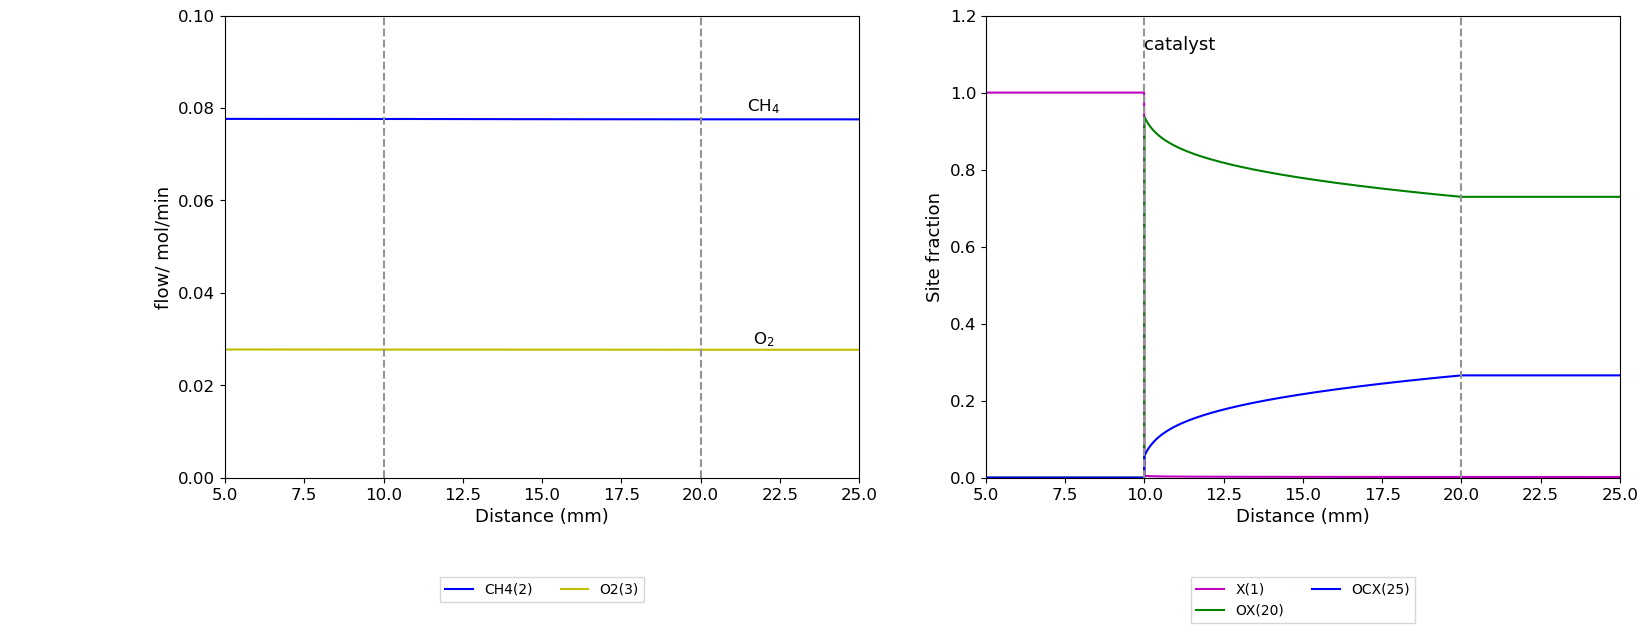 0.10
0.08
0.06
0.04
0.02
0.00
flow/ mol/min
CH4
O2
5.0 7.5 10.0 12.5 15.0 17.5 20.0 22.5 25.0
Distance (mm)
CH4(2) O2(3)
1.2
1.0
0.8
0.6
0.4
0.2
0.0
Site fraction
catalyst
5.0 7.5 10.0 12.5 15.0 17.5 20.0 22.5 25.0
Distance (mm)
X(1) OCX(25)
OX(20)